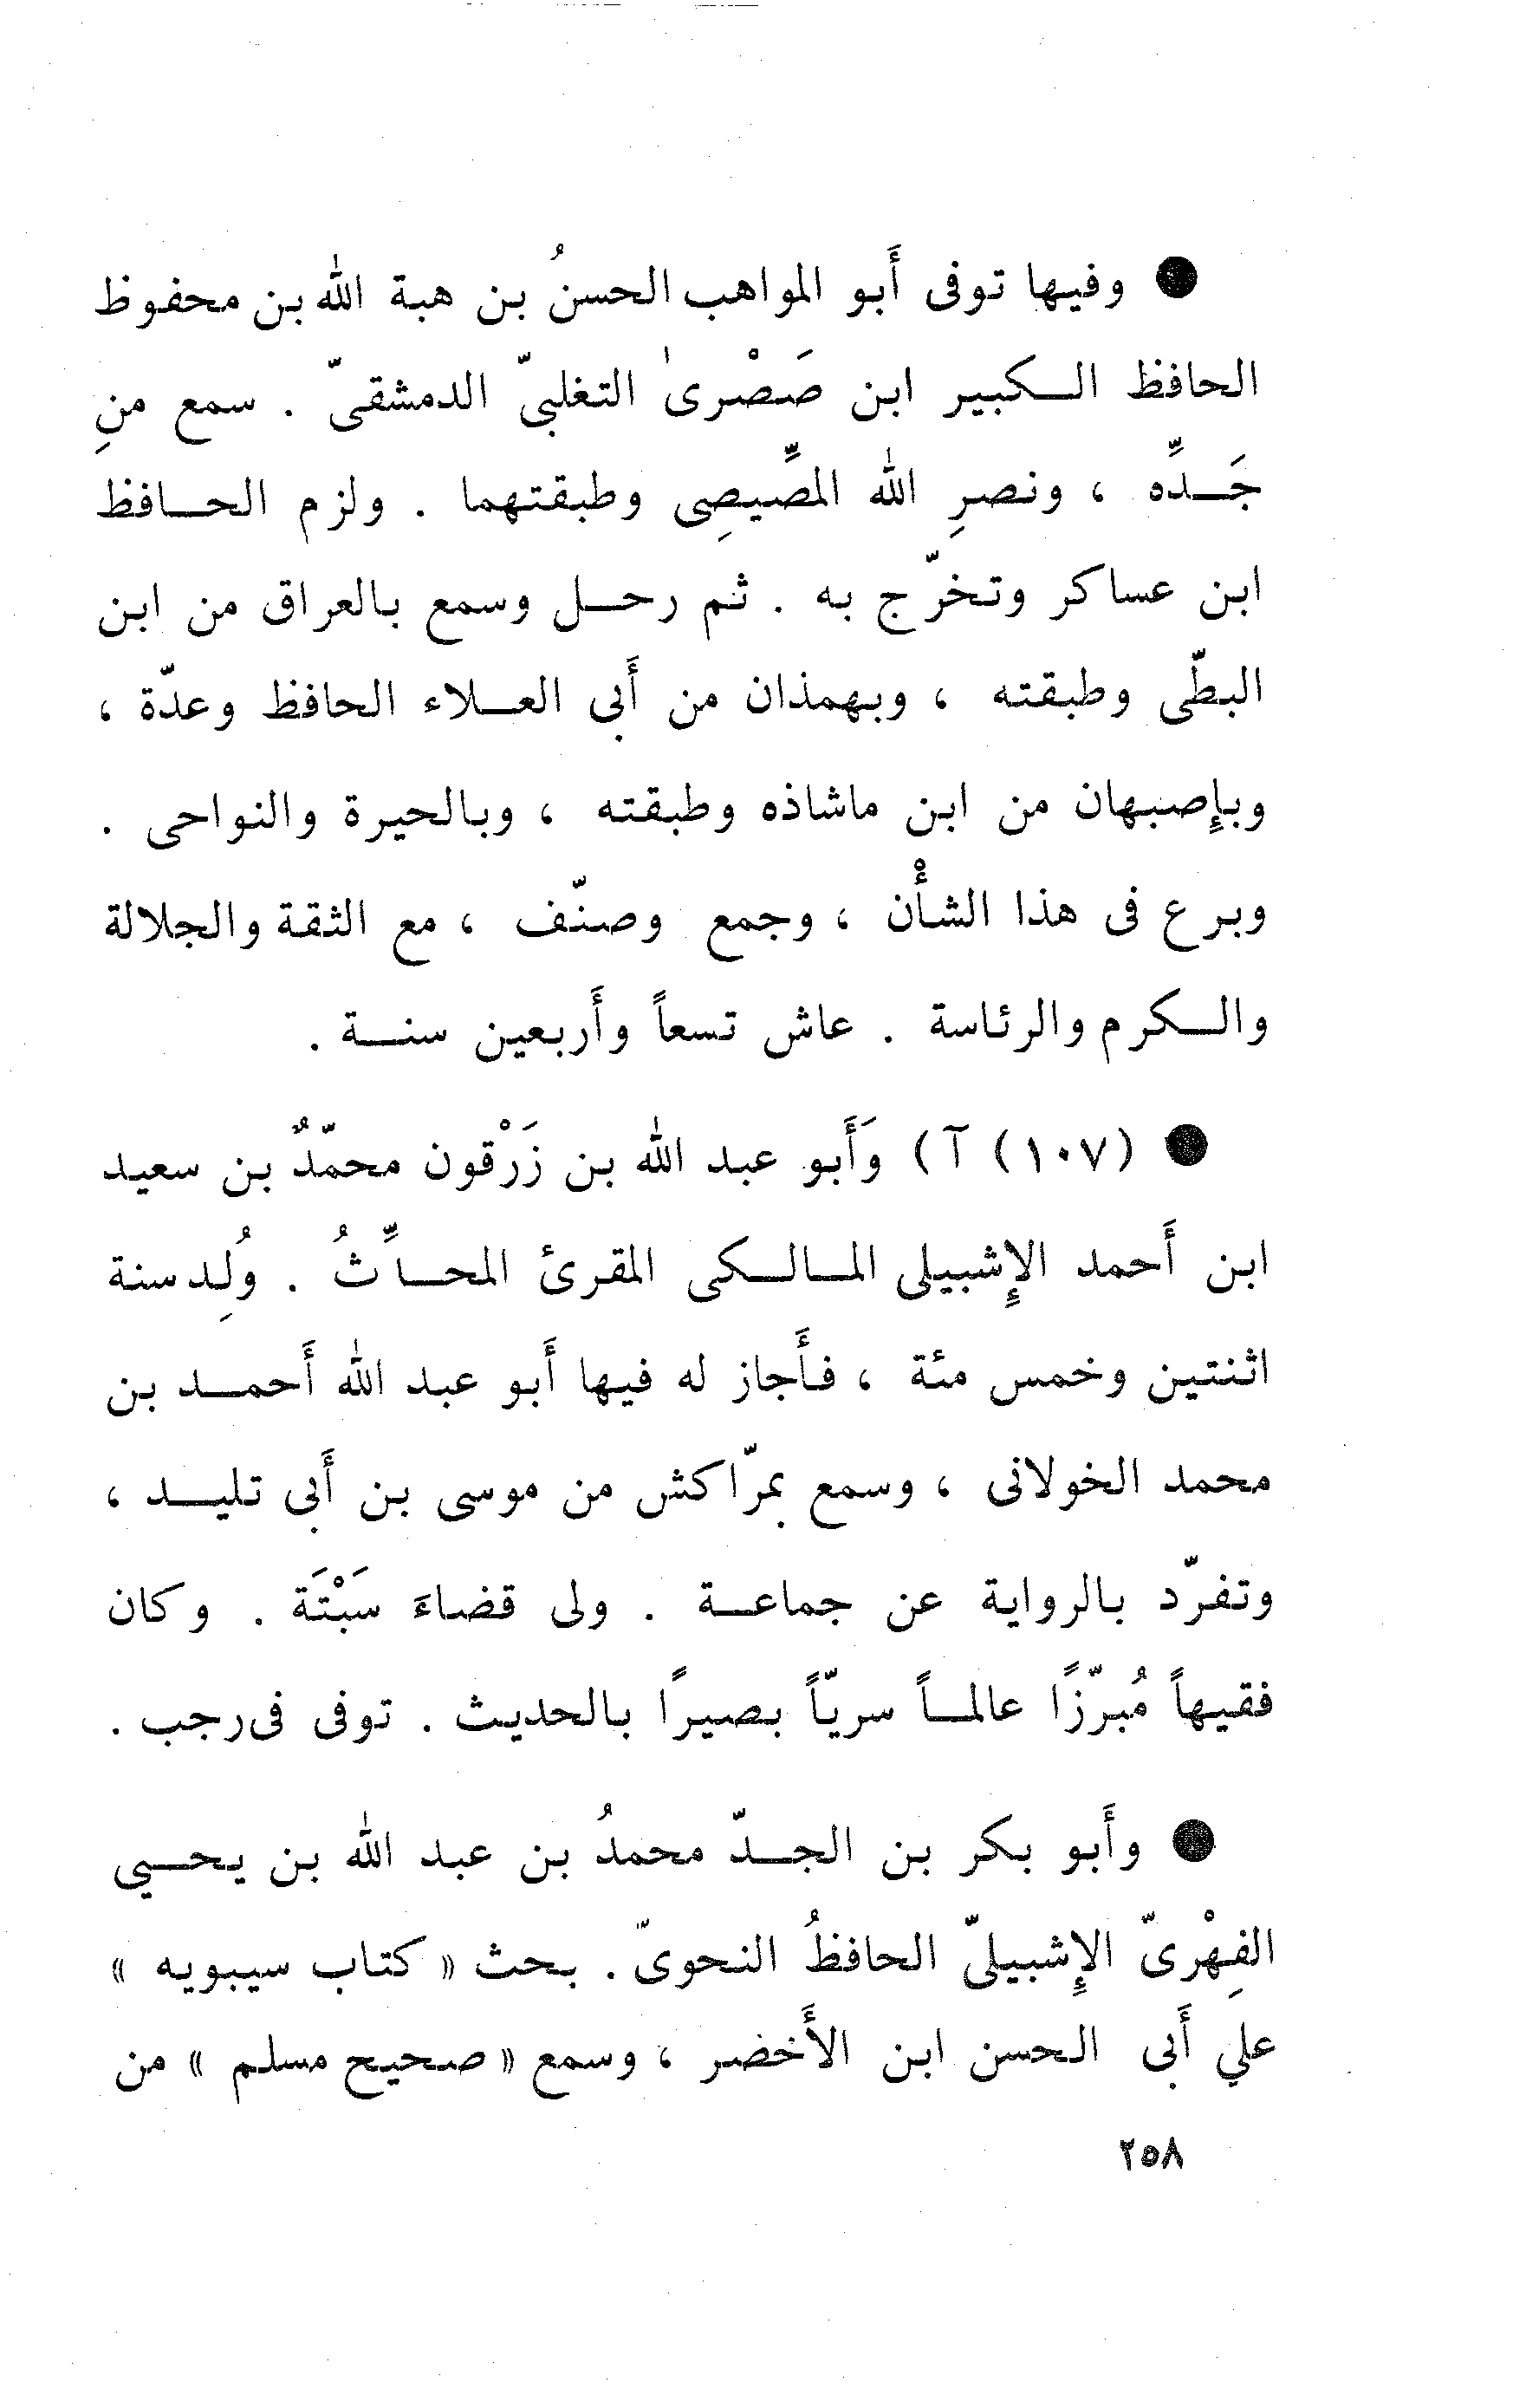 ● وفيها توفى أَبو المواهب الحسنُ بن هبة الله بن محفوظ
الحافظ الكبير ابن صَصْرىٰ التغلبيّ الدمشقىّ . سمع منِ
جَدِّه ، ونصرِ الله المصِّيصِى وطبقتهما . ولزم الحافظ
ابن عساكر وتخرّج به . ثم رحل وسمع بالعراق من ابن
البطّى وطبقته ، وبهمذان من أَبى العلاء الحافظ وعدّة ،
وبإِصبهان من ابن ماشاذه وطبقته ، وبالحيرة والنواحى .
وبرع فى هذا الشأْن ، وجمع وصنّف ، مع الثقة والجلالة
والكرم والرئاسة . عاش تسعاً وأَربعين سنة .
● (١٠٧) آ ) وَأَبو عبد الله بن زَرْقون محمّدٌ بن سعيد
ابن أَحمد الإِشبيلى المالكى المقرئ المحاِّثُ . وُلِد سنة
اثنتين وخمس مئة ، فأَجاز له فيها أَبو عبد الله أَحمد بن
محمد الخولانى ، وسمع بمرّاكش من موسى بن أَبى تليد ،
وتفرّد بالرواية عن جماعة . ولى قضاءَ سَبْتَة . وكان
فقيهاً مُبرّزًا عالماً سريّاً بصيرًا بالحديث . توفى فى رجب .
● وأَبو بكر بن الجدّ محمدُ بن عبد الله بن يحيي
الفِهْرىّ الإِشبيلىّ الحافظُ النحوىّ . بحث « كتاب سيبويه »
علي أَبى الحسن ابن الأَخضر ، وسمع « صحيح مسلم » من
٢٥٨